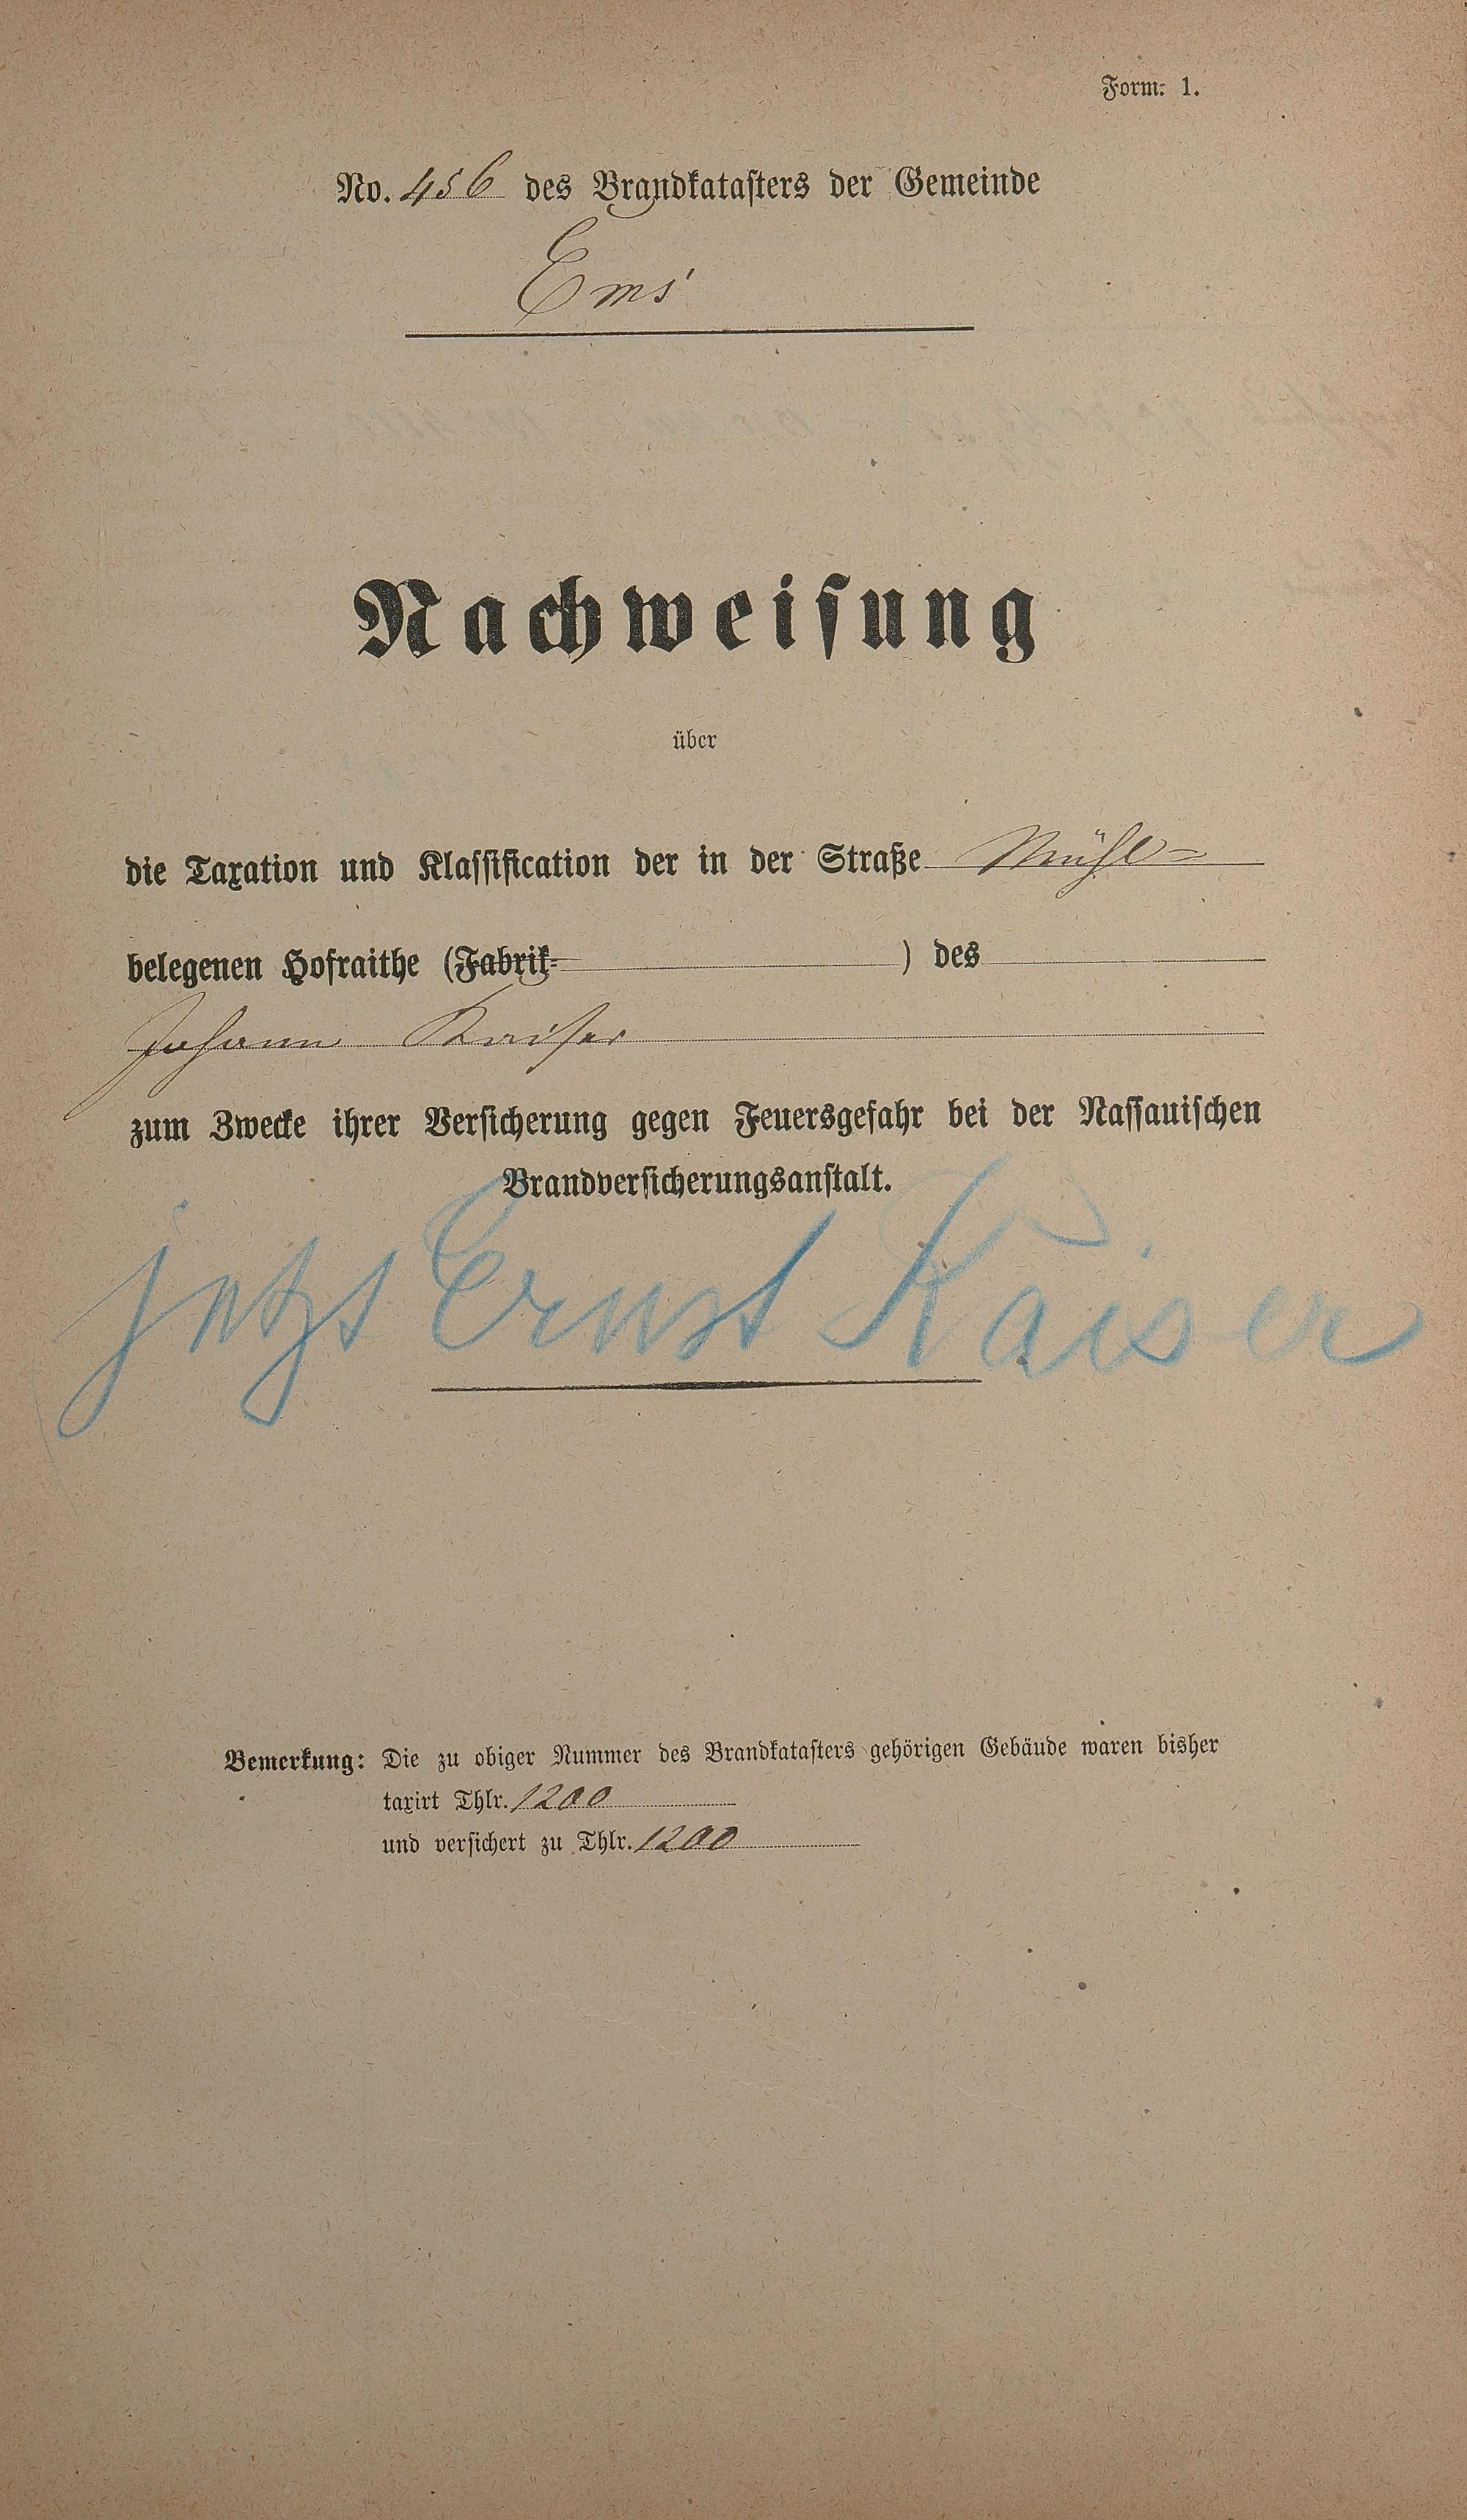 Form. 1.
No. 456 des Brandkatasters der Gemeinde
Ems
Nachweisung
über
die Taxation und Klassification der in der Straße Mühl=
belegenen Hofraithe (Fabrik= ) des
Johann Kaiser
zum Zwecke ihrer Versicherung gegen Feuersgefahr bei der Nassauischen
Brandversicherungsanstalt.
jetzt Ernst Kaiser
Bemerkung: Die zu obiger Nummer des Brandkatasters gehörigen Gebäude waren bisher
taxirt Thlr. 1200
und versichert zu Thlr. 1200